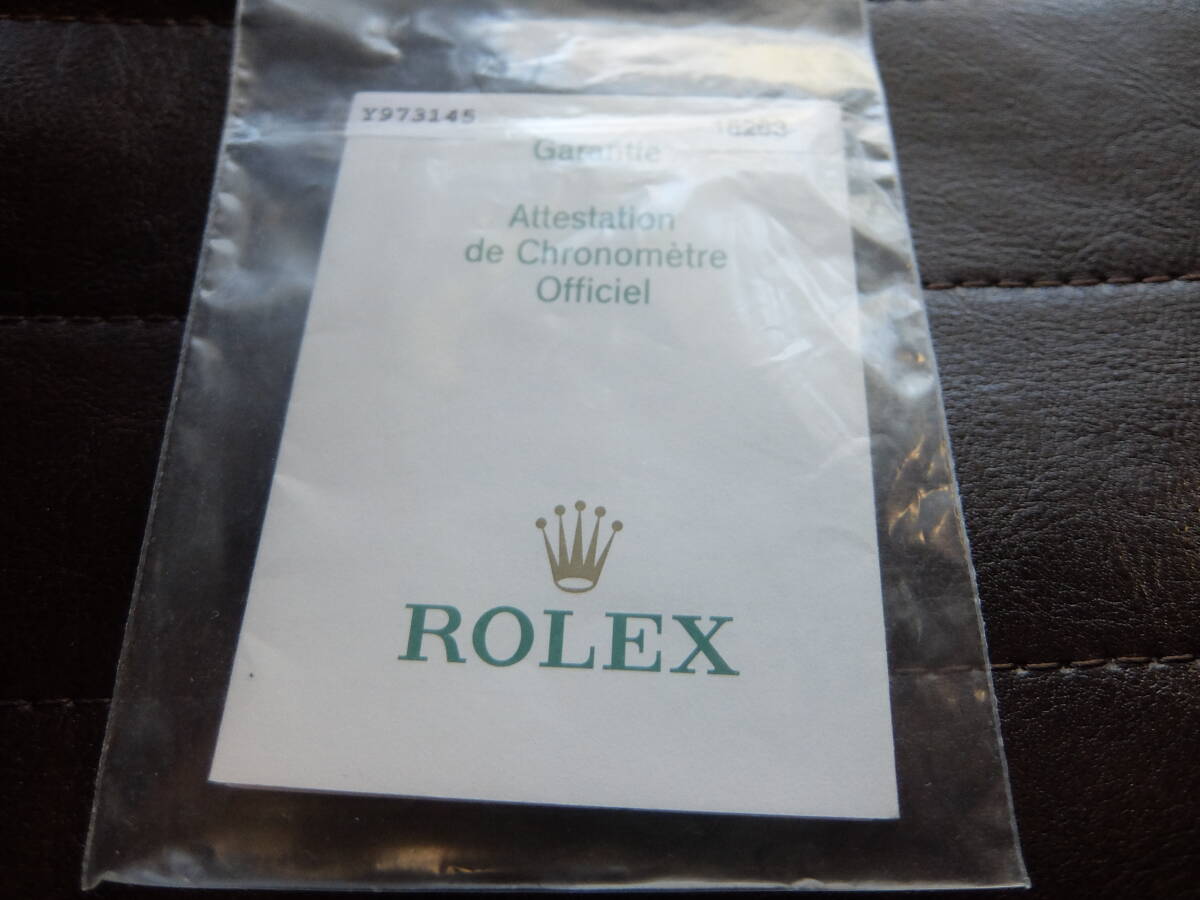 Y973145 16263
Garantie
Attestation
de Chronomètre
Officiel
ROLEX